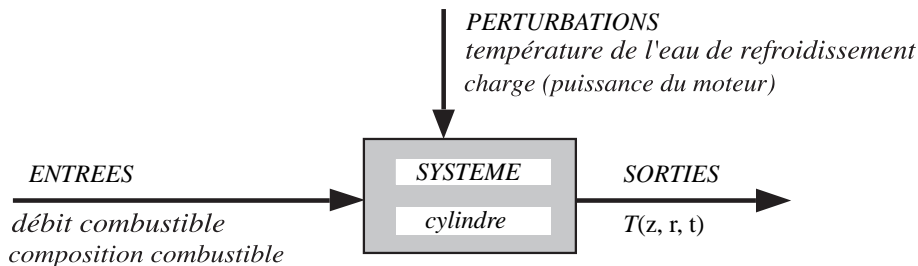 PERTURBATIONS
température de l'eau de refroidissement
charge (puissance du moteur)
ENTREES
SYSTEME
SORTIES
débit combustible
cylindre
T(z, r, t)
composition combustible